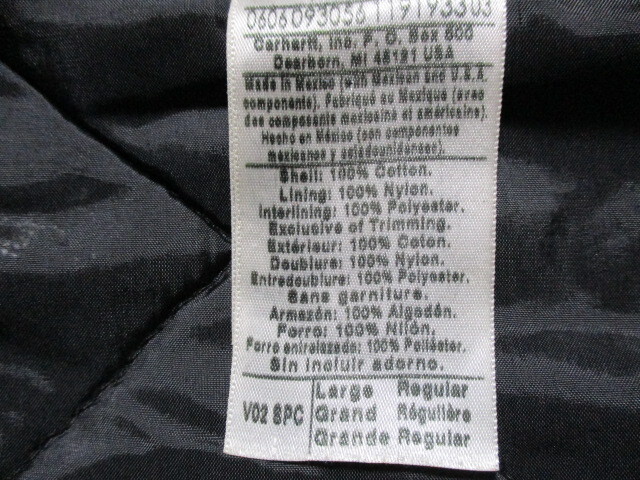 0606093056 119193303
Carhartt, Inc. P. O. Box 600
Dearborn, MI 48121 USA
Made in Mexico (with Mexican and U.S.A.
components). Fabriqué au Mexique (avec
des composants mexicains et américains).
Hecho en México (con componentes
mexicanos y estadounidenses).
Shell: 100% Cotton.
Lining: 100% Nylon.
Interlining: 100% Polyester.
Exclusive of Trimming.
Extérieur: 100% Coton.
Doublure: 100% Nylon.
Entredoublure: 100% Polyester.
Sans garniture.
Armazón: 100% Algodón.
Forro: 100% Nilón.
Forro entrelazado: 100% Poliéster.
Sin incluir adorno.
Large Regular
V02 SPC Grand Régulière
Grande Regular